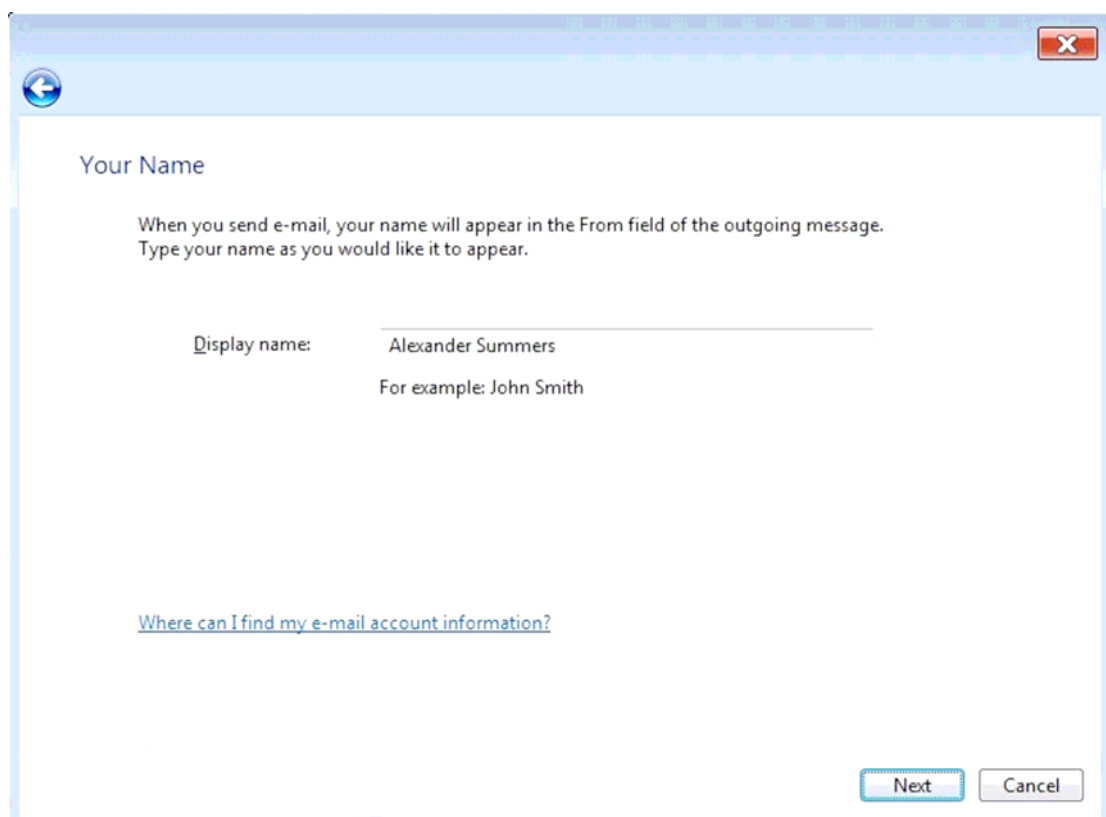 Your Name
When you send e-mail, your name will appear in the From field of the outgoing message.
Type your name as you would like it to appear.
Display name:
Alexander Summers
For example: John Smith
Where can I find my e-mail account information?
Next
Cancel